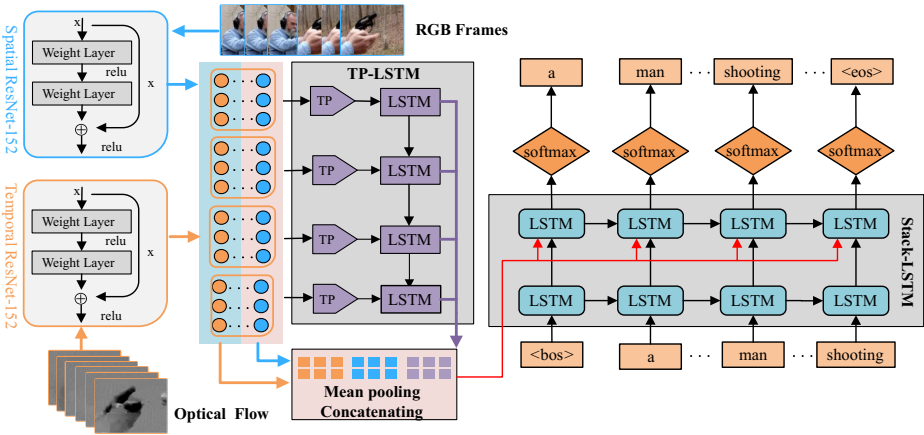 Spatial ResNet-152
x
Weight Layer
relu
Weight Layer
x
relu
RGB Frames
Temporal ResNet-152
x
Weight Layer
relu
Weight Layer
x
relu
Optical Flow
TP-LSTM
TP
LSTM
TP
LSTM
TP
LSTM
TP
LSTM
Mean pooling
Concatenating
a
man
shooting
<eos>
softmax
softmax
softmax
softmax
LSTM
LSTM
LSTM
LSTM
Stack-LSTM
LSTM
LSTM
LSTM
LSTM
<bos>
a
man
shooting